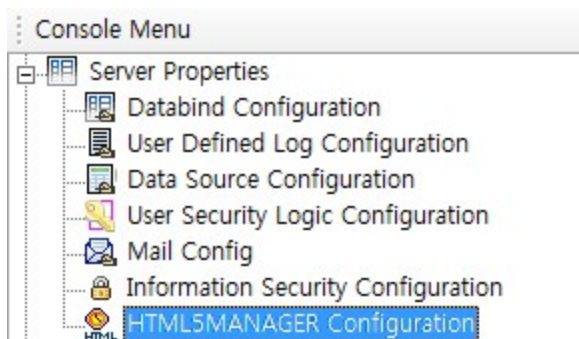 Console Menu
Server Properties
Databind Configuration
User Defined Log Configuration
Data Source Configuration
User Security Logic Configuration
Mail Config
Information Security Configuration
HTML5MANAGER Configuration
HTML